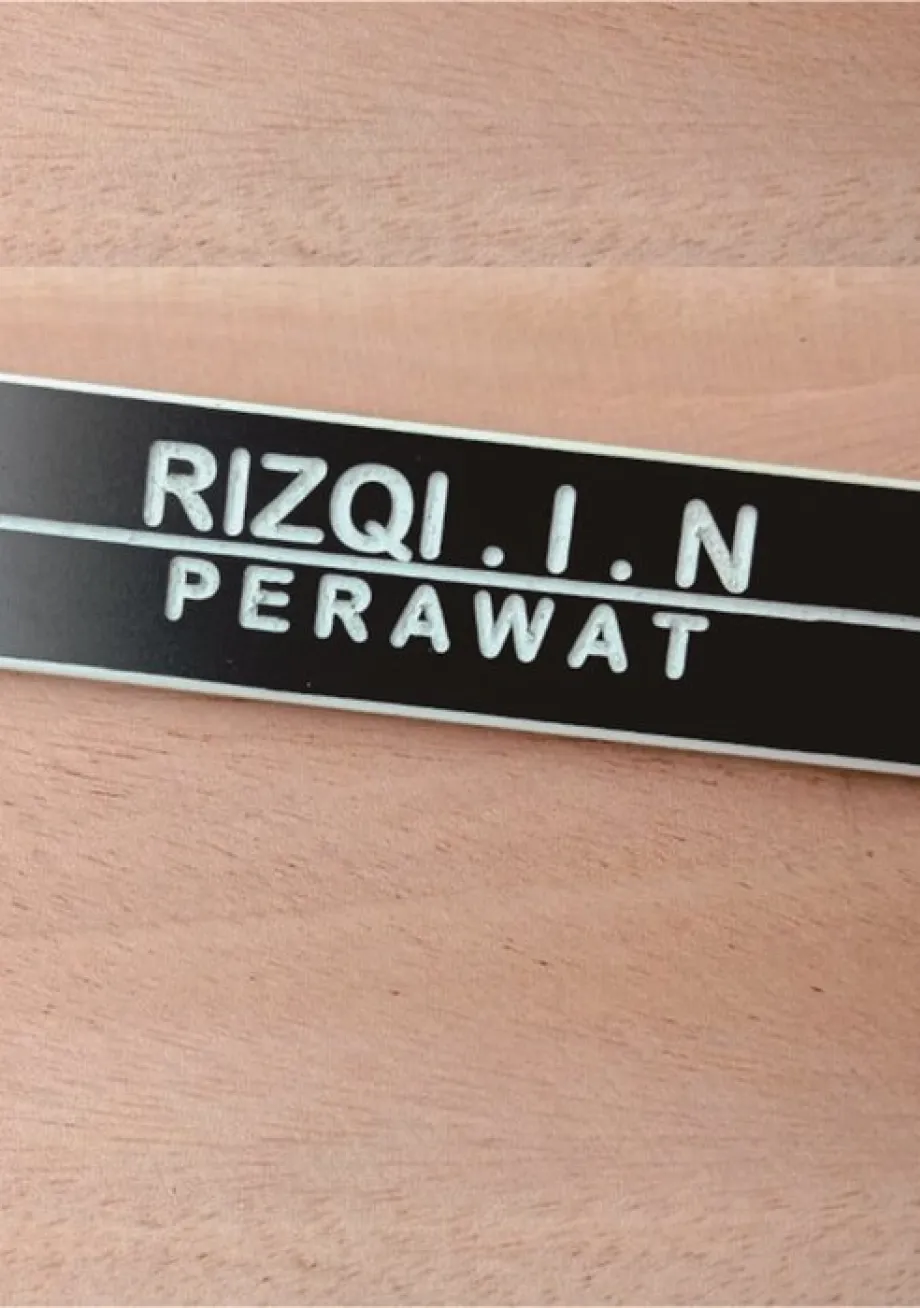 RIZQI . I . N
PERAWAT